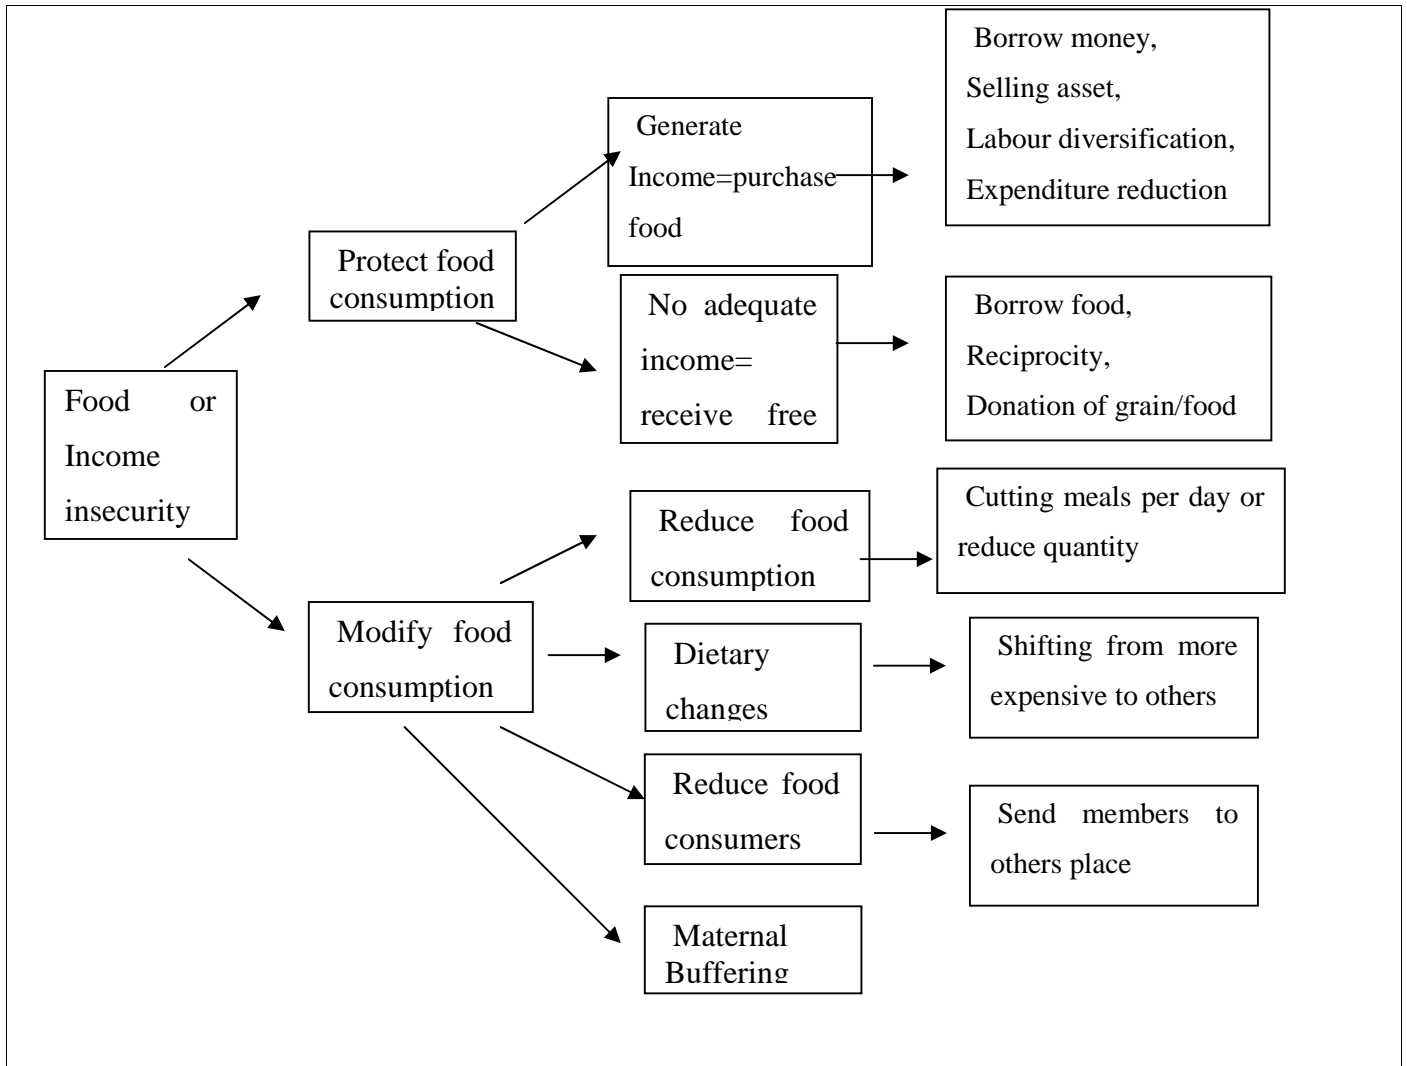 Borrow money,
Selling asset,
Labour diversification,
Expenditure reduction
Generate
Income=purchase
food
Protect food
consumption
No adequate
income=
receive free
Borrow food,
Reciprocity,
Donation of grain/food
Food or
Income
insecurity
Reduce food
consumption
Cutting meals per day or
reduce quantity
Modify food
consumption
Dietary
changes
Shifting from more
expensive to others
Reduce food
consumers
Send members to
others place
Maternal
Buffering